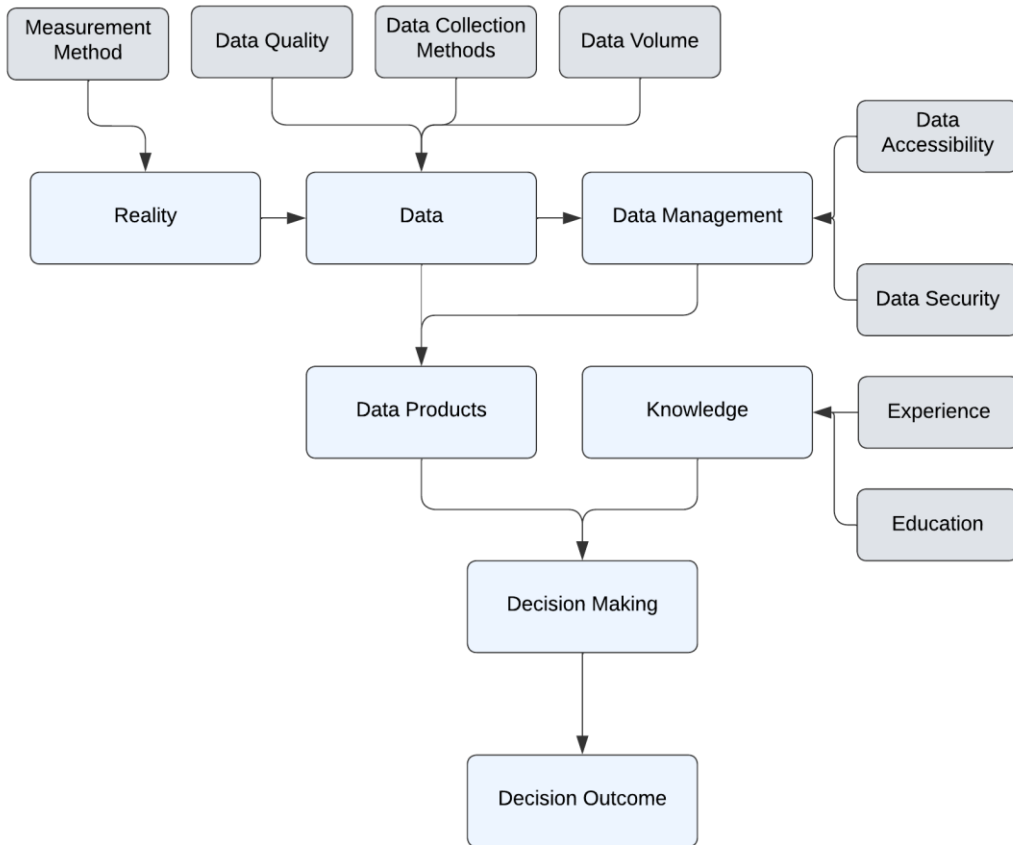 Measurement
Method
Data Quality
Data Collection
Methods
Data Volume
Data
Accessibility
Reality
Data
Data Management
Data Security
Data Products
Knowledge
Experience
Education
Decision Making
Decision Outcome